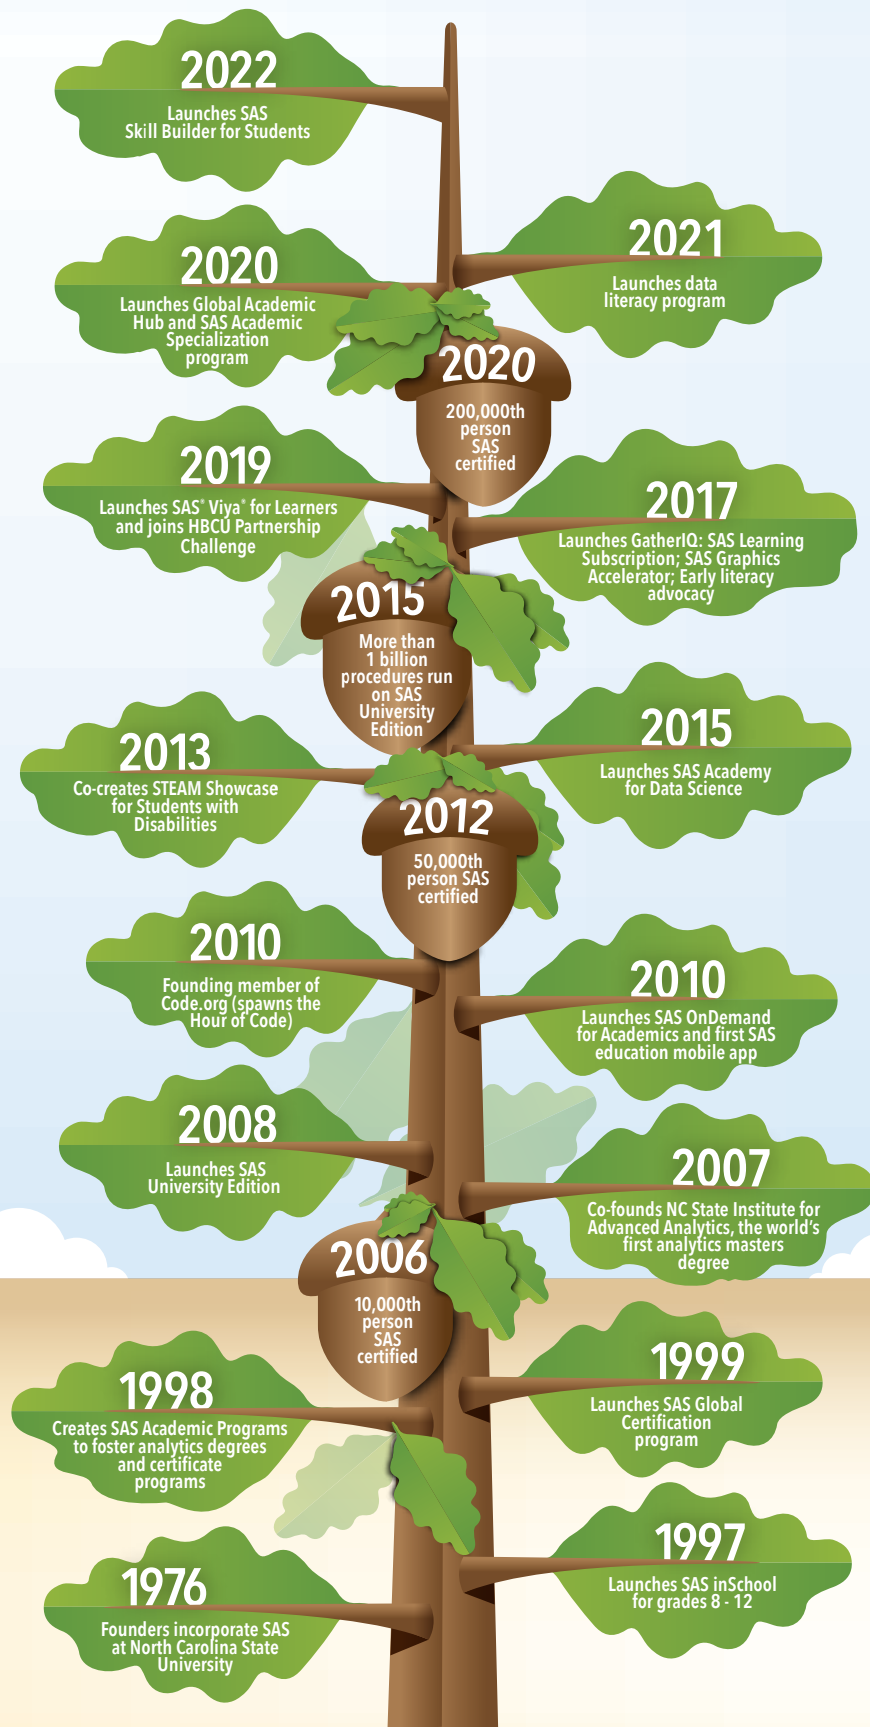 2022
Launches SAS
Skill Builder for Students
2021
Launches data
literacy program
2020
Launches Global Academic
Hub and SAS Academic
Specialization
program
2020
200,000th
person
SAS
certified
2019
Launches SAS® Viya® for Learners
and joins HBCU Partnership
Challenge
2017
Launches GatherIQ: SAS Learning
Subscription; SAS Graphics
Accelerator; Early literacy
advocacy
2015
More than
1 billion
procedures run
on SAS
University
Edition
2015
Launches SAS Academy
for Data Science
2013
Co-creates STEAM Showcase
for Students with
Disabilities
2012
50,000th
person SAS
certified
2010
Founding member of
Code.org (spawns the
Hour of Code)
2010
Launches SAS OnDemand
for Academics and first SAS
education mobile app
2008
Launches SAS
University Edition
2007
Co-founds NC State Institute for
Advanced Analytics, the world’s
first analytics masters
degree
2006
10,000th
person
SAS
certified
1999
Launches SAS Global
Certification
program
1998
Creates SAS Academic Programs
to foster analytics degrees
and certificate
programs
1997
Launches SAS inSchool
for grades 8 - 12
1976
Founders incorporate SAS
at North Carolina State
University